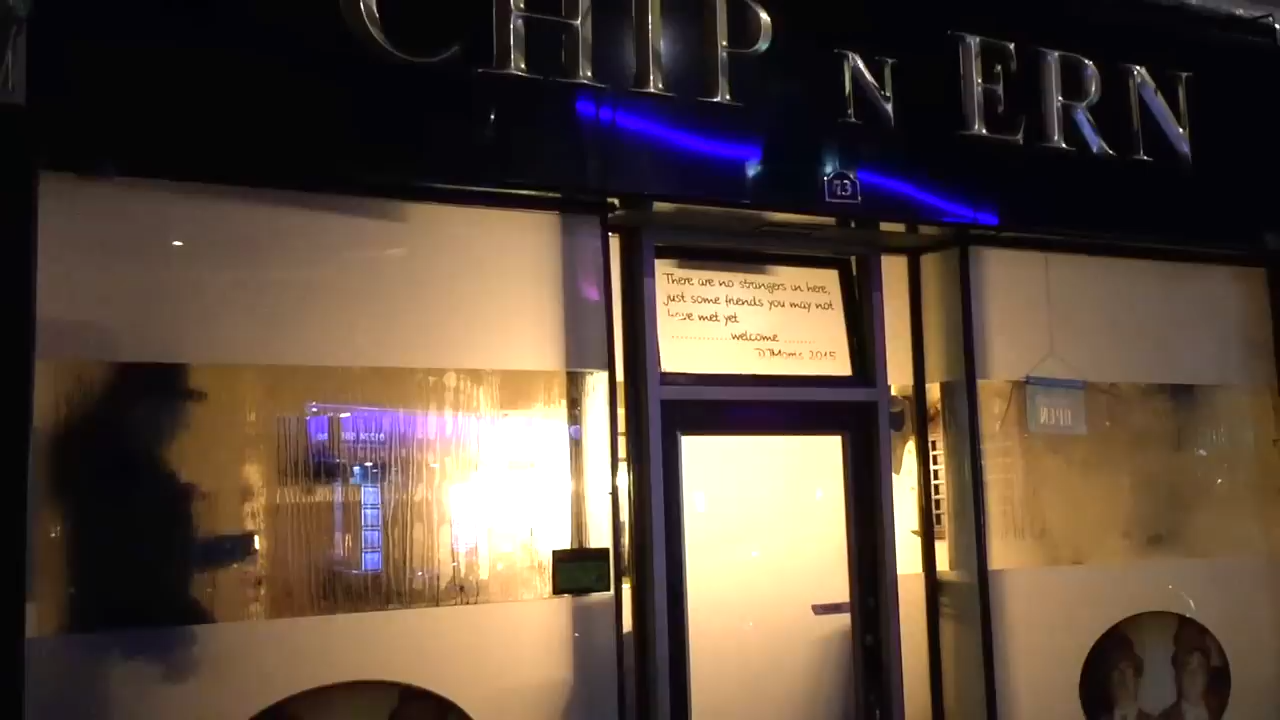 CHIP N ERN
73
There are no strangers in here,
just some friends you may not
have met yet
..............welcome ........
2015
OPEN